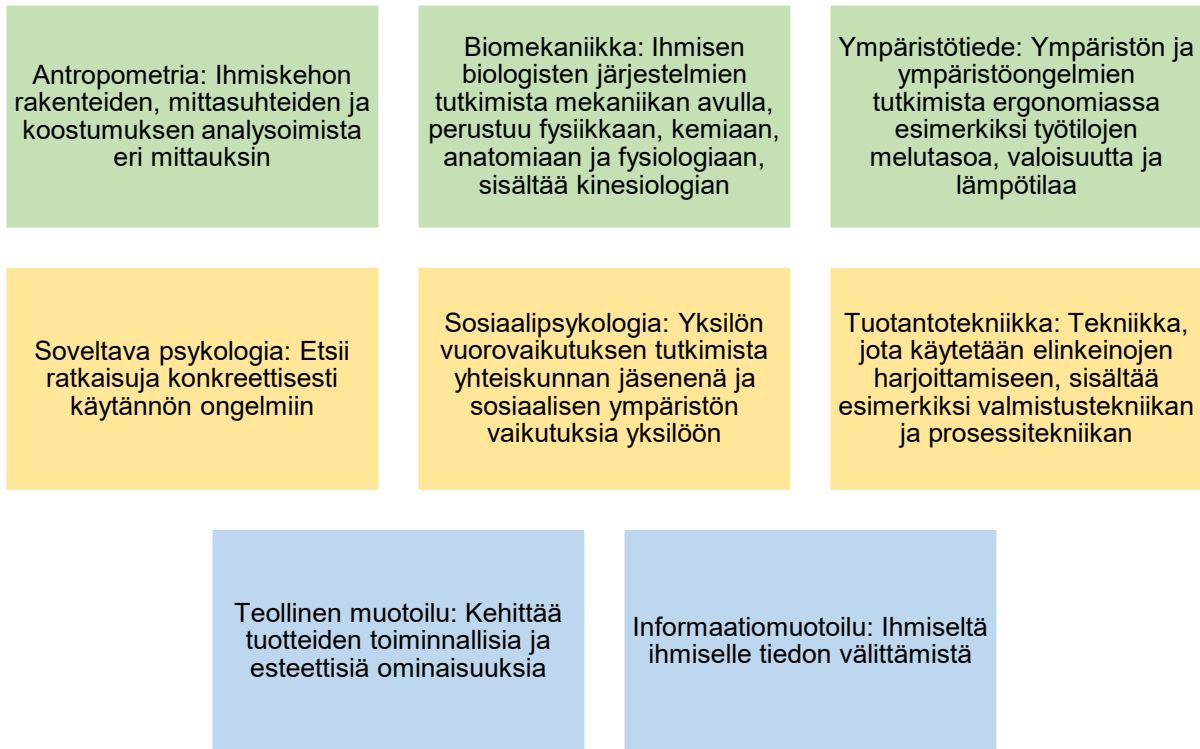 Antropometria: Ihmiskehon
rakenteiden, mittasuhteiden ja
koostumuksen analysoimista
eri mittauksin
Biomekaniikka: Ihmisen
biologisten järjestelmien
tutkimista mekaniikan avulla,
perustuu fysiikkaan, kemiaan,
anatomiaan ja fysiologiaan,
sisältää kinesiologian
Ympäristötiede: Ympäristön ja
ympäristöongelmien
tutkimista ergonomiassa
esimerkiksi työtilojen
melutasoa, valoisuutta ja
lämpötilaa
Soveltava psykologia: Etsii
ratkaisuja konkreettisesti
käytännön ongelmiin
Sosiaalipsykologia: Yksilön
vuorovaikutuksen tutkimista
yhteiskunnan jäsenenä ja
sosiaalisen ympäristön
vaikutuksia yksilöön
Tuotantotekniikka: Tekniikka,
jota käytetään elinkeinojen
harjoittamiseen, sisältää
esimerkiksi valmistustekniikan
ja prosessitekniikan
Teollinen muotoilu: Kehittää
tuotteiden toiminnallisia ja
esteettisiä ominaisuuksia
Informaatiomuotoilu: Ihmiseltä
ihmiselle tiedon välittämistä